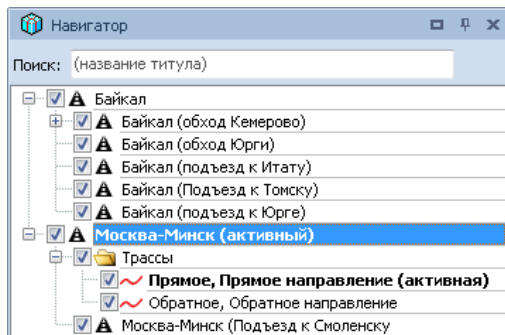 Навигатор
Поиск: (название титула)
Байкал
Байкал (обход Кемерово)
Байкал (обход Юрги)
Байкал (подъезд к Итату)
Байкал (Подъезд к Томску)
Байкал (подъезд к Юрге)
Москва-Минск (активный)
Трассы
Прямое, Прямое направление (активная)
Обратное, Обратное направление
Москва-Минск (Подъезд к Смоленску